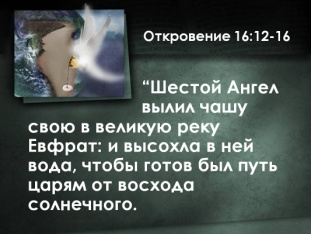 Откровение 16:12-16
“Шестой Ангел
вылил чашу
свою в великую реку
Евфрат: и высохла в ней
вода, чтобы готов был путь
царям от восхода
солнечного.